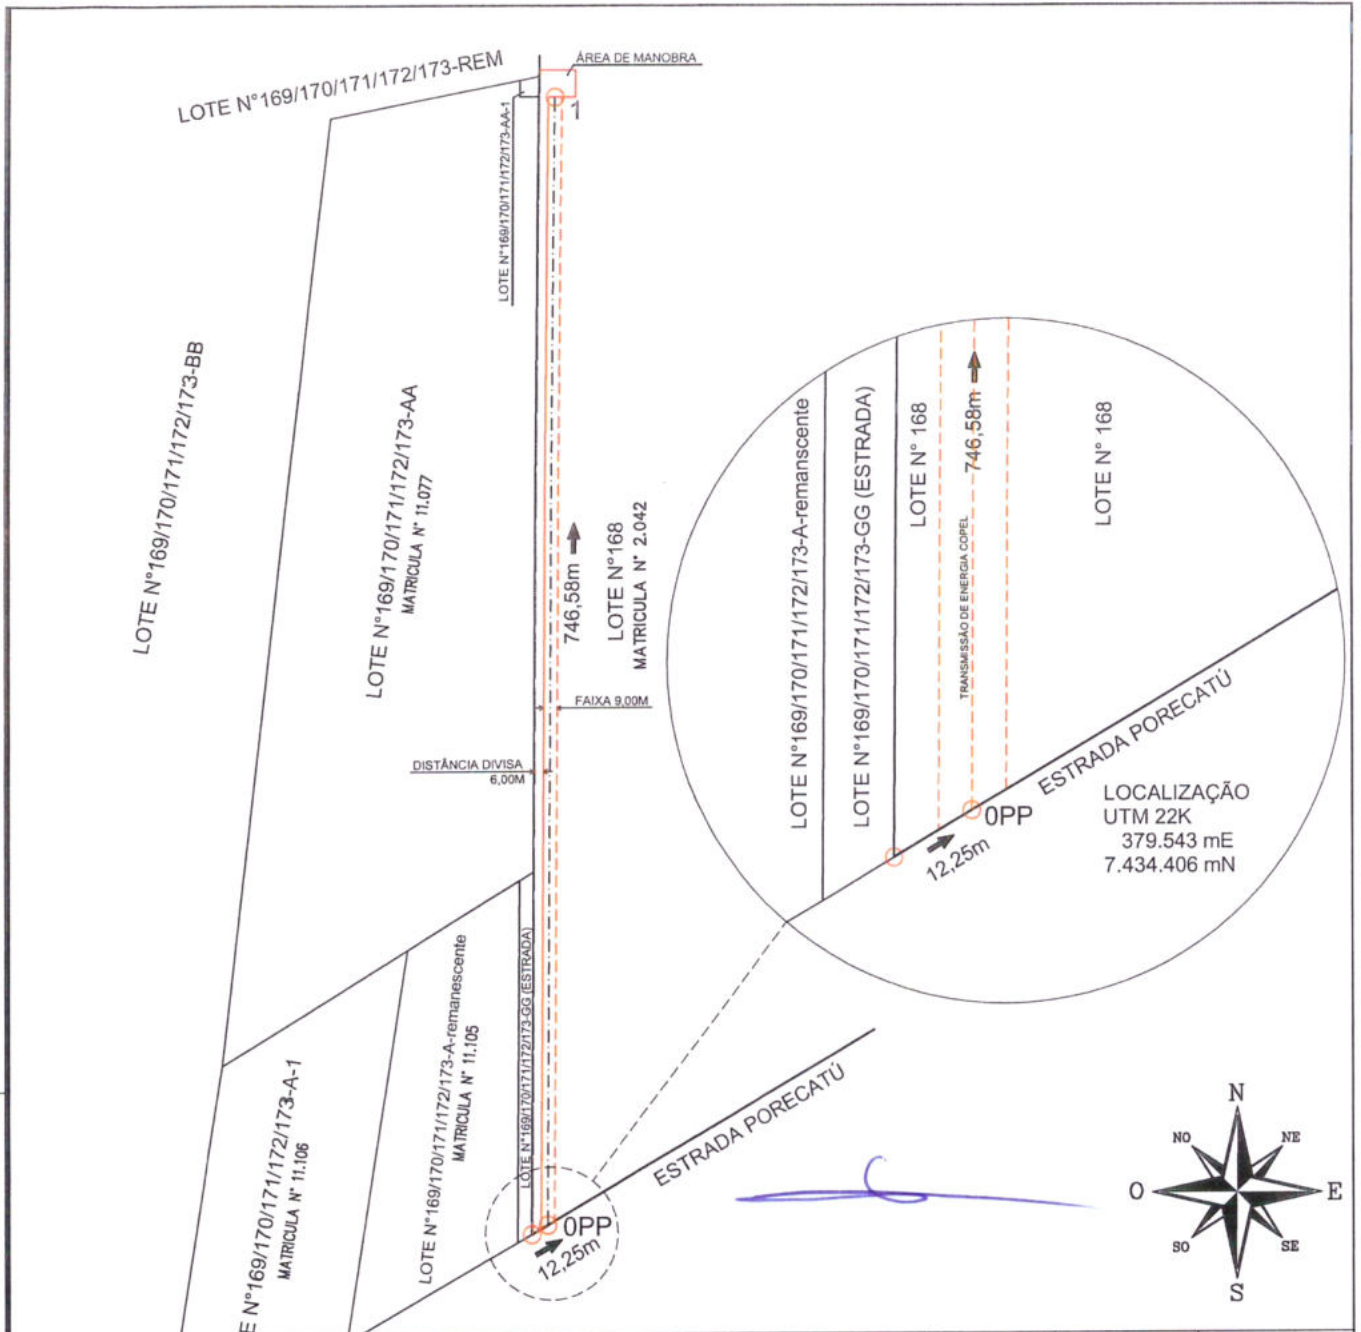 LOTE N°169/170/171/172/173-REM
ÁREA DE MANOBRA
1
LOTE N°169/170/171/172/173-AA-1
LOTE N°169/170/171/172/173-BB
LOTE N°169/170/171/172/173-AA
MATRICULA N° 11.077
746,58m
LOTE N°168
MATRICULA N° 2.042
FAIXA 9,00M
DISTÂNCIA DIVISA
6,00M
LOTE N°169/170/171/172/173-A-remanscente
LOTE N°169/170/171/172/173-GG (ESTRADA)
LOTE N° 168
TRANSMISSÃO DE ENERGIA COPEL
746,58m
LOTE N° 168
ESTRADA PORECATÚ
0PP
12,25m
LOCALIZAÇÃO
UTM 22K
379.543 mE
7.434.406 mN
E N°169/170/171/172/173-A-1
MATRICULA N° 11.106
LOTE N°169/170/171/172/173-A-remanescente
MATRICULA N° 11.105
LOTE N°169/170/171/172/173-GG (ESTRADA)
0PP
12,25m
ESTRADA PORECATÚ
N
NO
NE
O
E
SO
SE
S